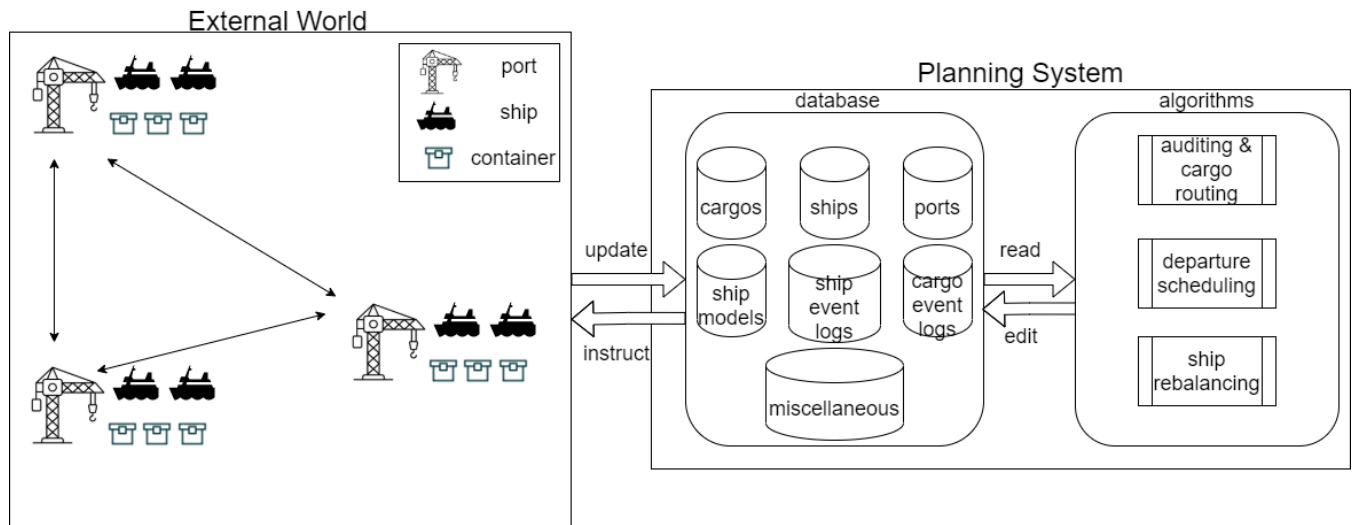 External World
port
ship
container
update
instruct
Planning System
database
cargos
ships
ports
ship
models
ship
event
logs
cargo
event
logs
miscellaneous
read
edit
algorithms
auditing &
cargo
routing
departure
scheduling
ship
rebalancing